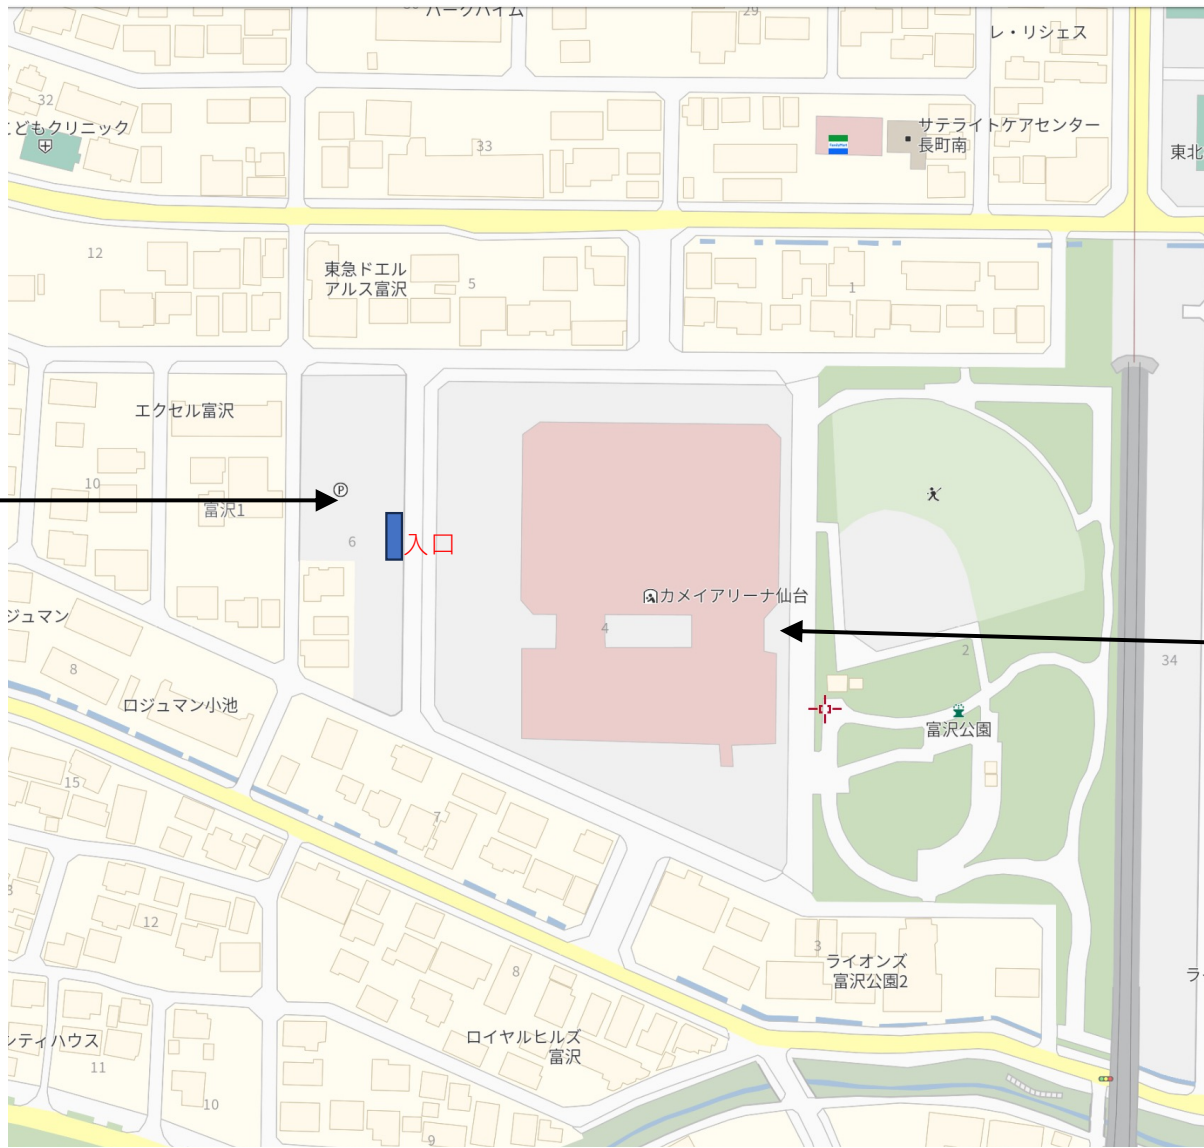 パークハイム
29
レ・リシェス
32
こどもクリニック
33
サテライトケアセンター
長町南
FamilyMart
東北
12
東急ドエル
アルス富沢
5
1
エクセル富沢
10
富沢1
P
6
入口
カメイアリーナ仙台
4
2
34
ジュマン
8
ロジュマン小池
富沢公園
15
7
3
12
3
ライオンズ
富沢公園2
8
ラ
ロイヤルヒルズ
富沢
ンティハウス
11
10
9